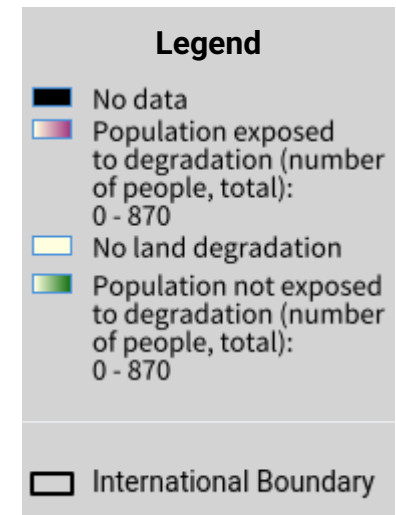 Legend
No data
Population exposed
to degradation (number
of people, total):
0 - 870
No land degradation
Population not exposed
to degradation (number
of people, total):
0 - 870
International Boundary